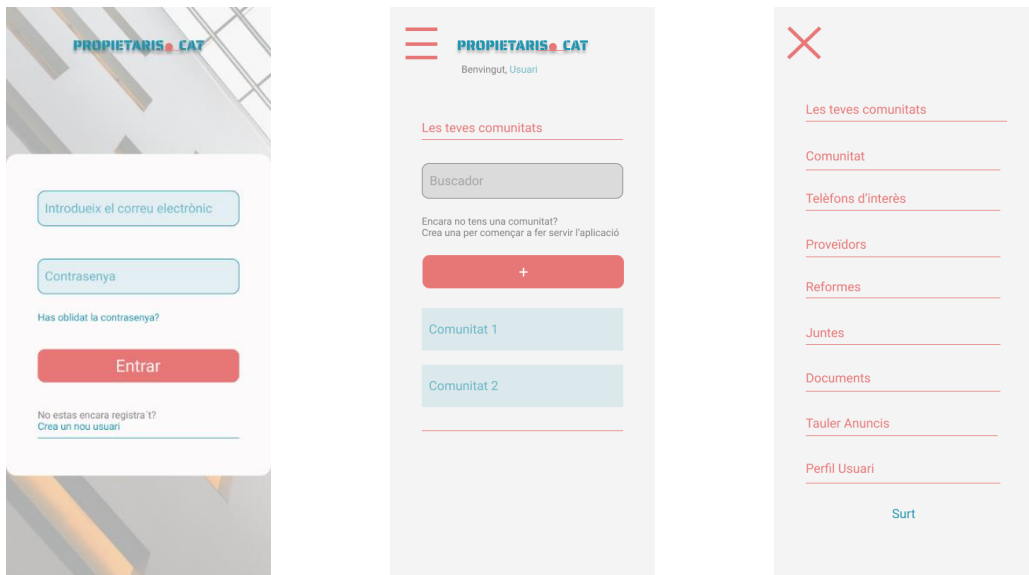 PROPIETARIS. CAT
Introdueix el correu electrònic
Contrasenya
Has oblidat la contrasenya?
Entrar
No estas encara registra´t?
Crea un nou usuari
PROPIETARIS. CAT
Benvingut, Usuari
Les teves comunitats
Buscador
Encara no tens una comunitat?
Crea una per començar a fer servir l'aplicació
+
Comunitat 1
Comunitat 2
Les teves comunitats
Comunitat
Telèfons d'interès
Proveïdors
Reformes
Juntes
Documents
Tauler Anuncis
Perfil Usuari
Surt